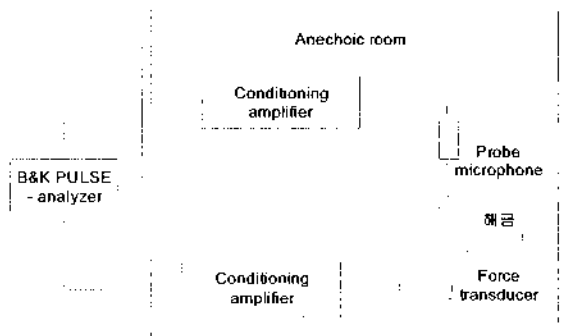 Anechoic room
Conditioning
amplifier
Probe
microphone
B&K PULSE
- analyzer
해금
Conditioning
amplifier
Force
transducer